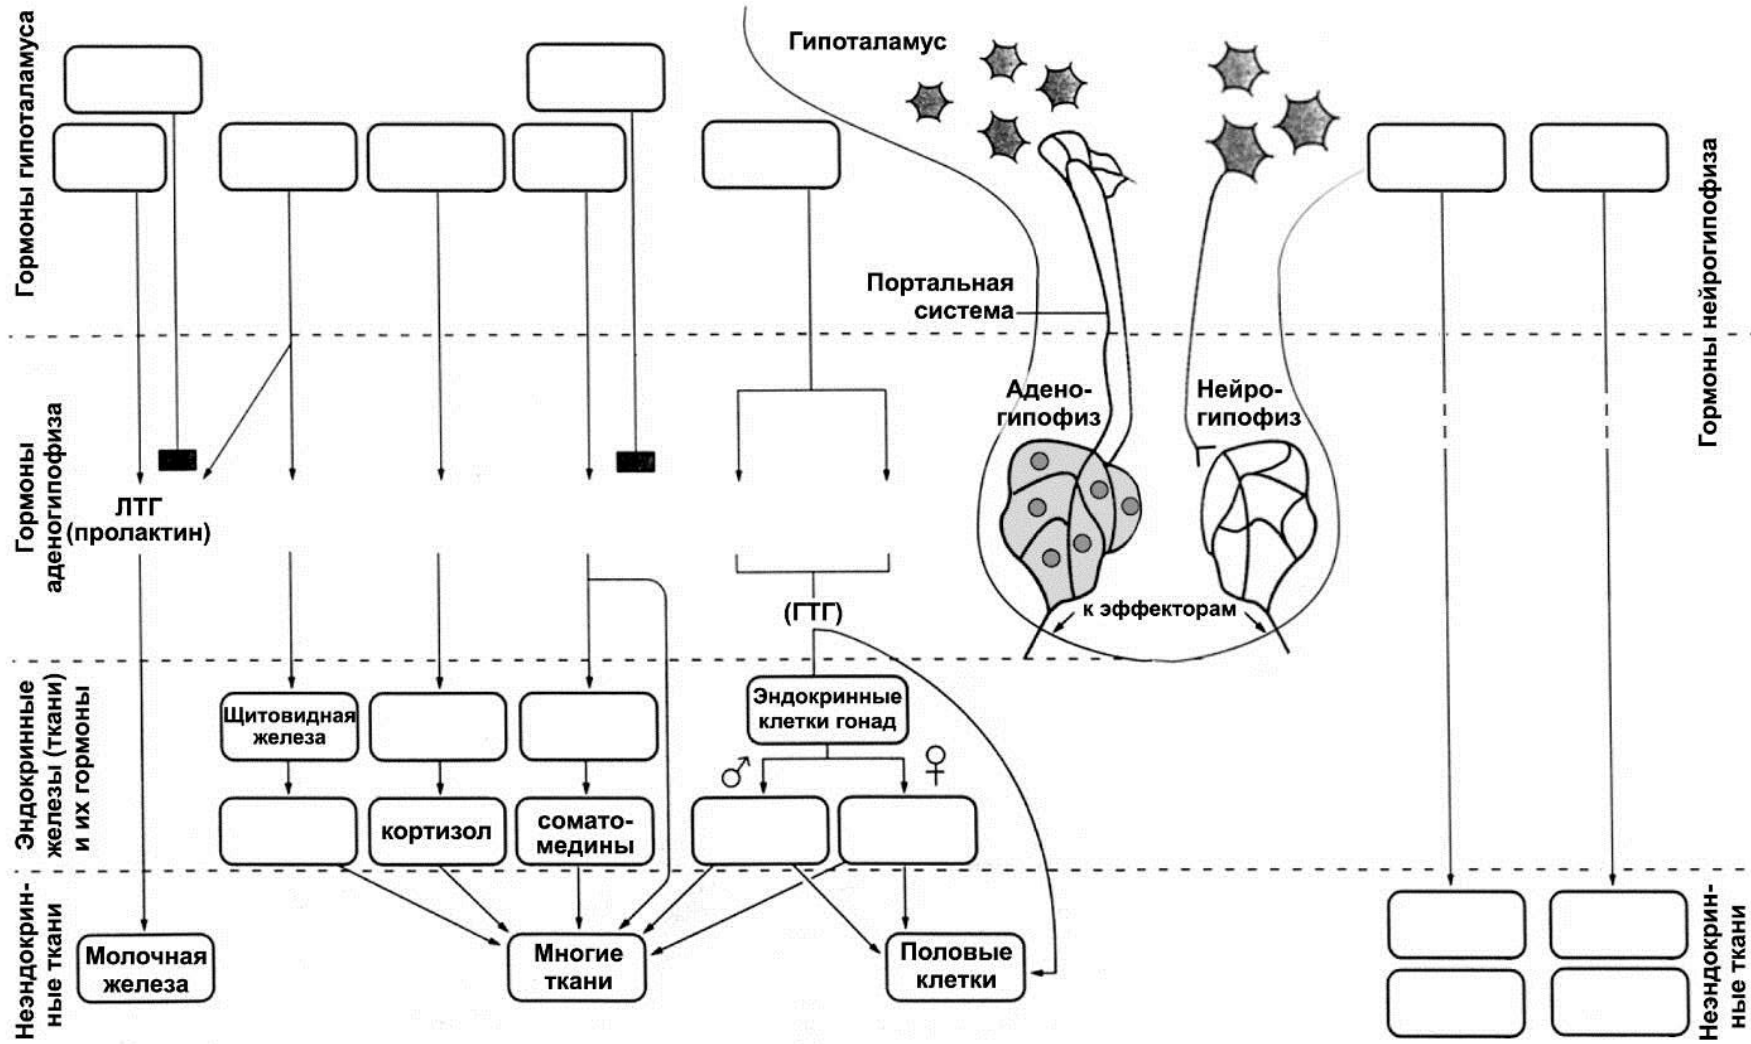 Гормоны гипоталамуса
Гипоталамус
Портальная
система
Гормоны нейрогипофиза
Гормоны
аденогипофиза
Адено-
гипофиз
Нейро-
гипофиз
ЛТГ
(пролактин)
(ГТГ)
к эффекторам
Эндокринные
железы (ткани)
и их гормоны
Щитовидная
железа
Эндокринные
клетки гонад
♂
♀
кортизол
сомато-
медины
Неэндокрин-
ные ткани
Молочная
железа
Многие
ткани
Половые
клетки
Неэндокрин-
ные ткани